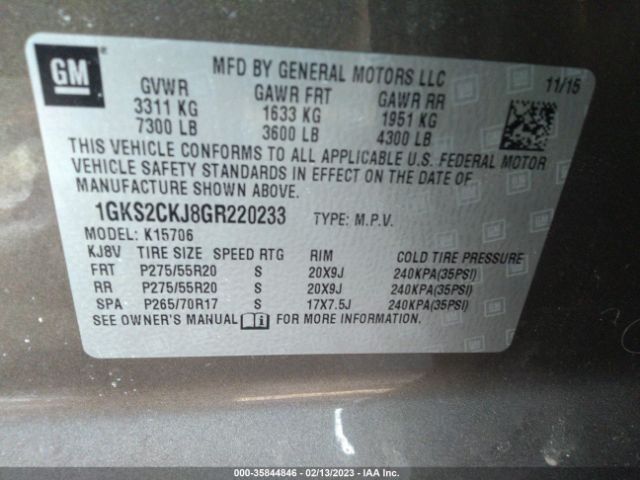 GM
MFD BY GENERAL MOTORS LLC 11/15
GVWR GAWR FRT GAWR RR
3311 KG 1633 KG 1951 KG
7300 LB 3600 LB 4300 LB
THIS VEHICLE CONFORMS TO ALL APPLICABLE U.S. FEDERAL MOTOR
VEHICLE SAFETY STANDARDS IN EFFECT ON THE DATE OF
MANUFACTURE SHOWN ABOVE.
1GKS2CKJ8GR220233 TYPE: M.P.V.
MODEL: K15706
KJ8V TIRE SIZE SPEED RTG RIM COLD TIRE PRESSURE
FRT P275/55R20 S 20X9J 240KPA(35PSI)
RR P275/55R20 S 20X9J 240KPA(35PSI)
SPA P265/70R17 S 17X7.5J 240KPA(35PSI)
SEE OWNER'S MANUAL FOR MORE INFORMATION.
000-35844846 - 02/13/2023 - IAA Inc.